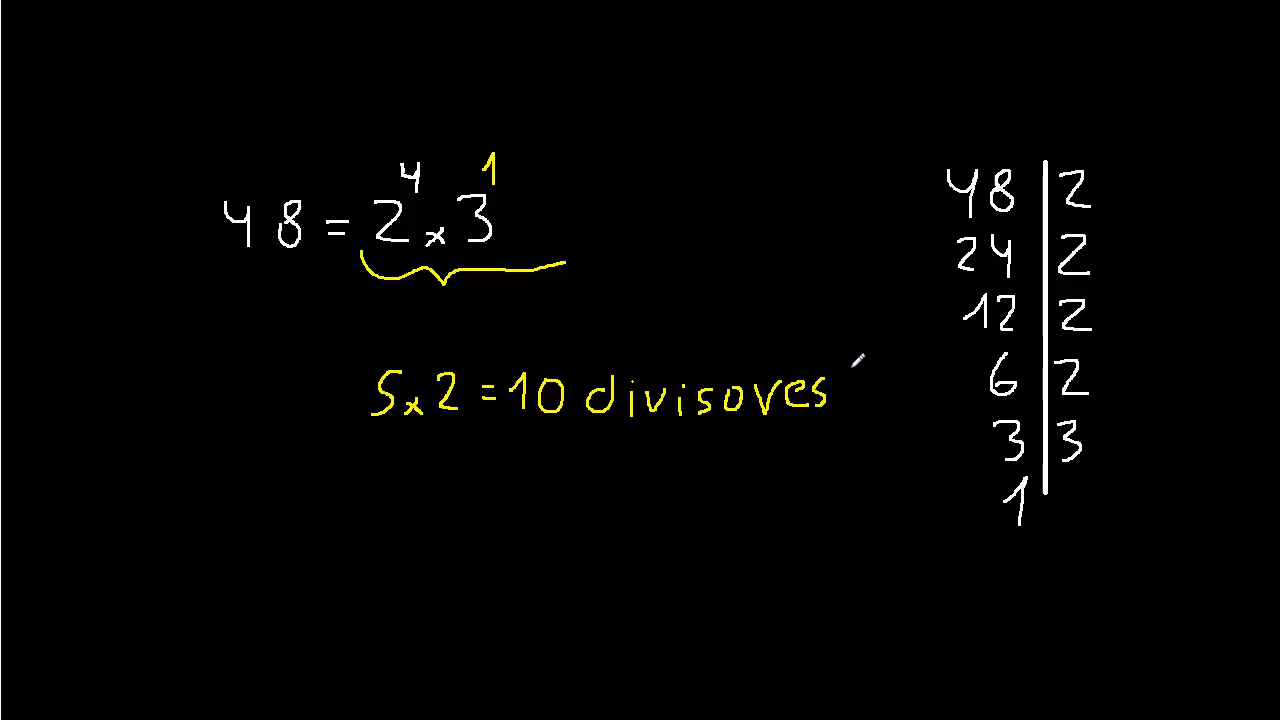 48 = 2⁴ x 3¹
5 x 2 = 10 divisores
48 | 2
24 | 2
12 | 2
6 | 2
3 | 3
1